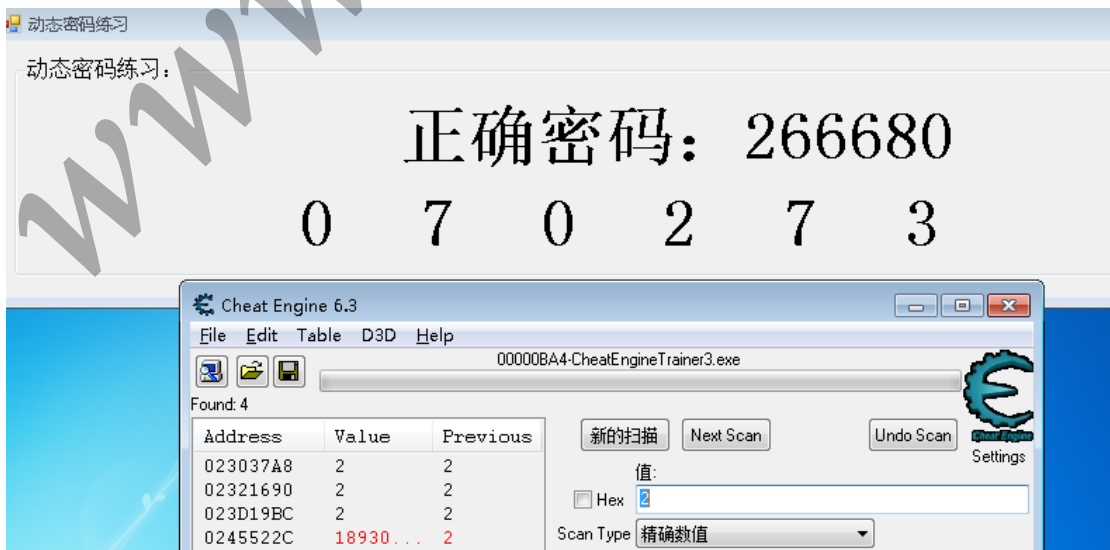 动态密码练习
动态密码练习：
正确密码：266680
0 7 0 2 7 3
www
Cheat Engine 6.3
File Edit Table D3D Help
00000BA4-CheatEngineTrainer3.exe
Found: 4
新的扫描 Next Scan Undo Scan
Cheat Engine
Settings
Address Value Previous
值:
023037A8 2 2
Hex 2
02321690 2 2
023D19BC 2 2
Scan Type 精确数值
0245522C 18930... 2